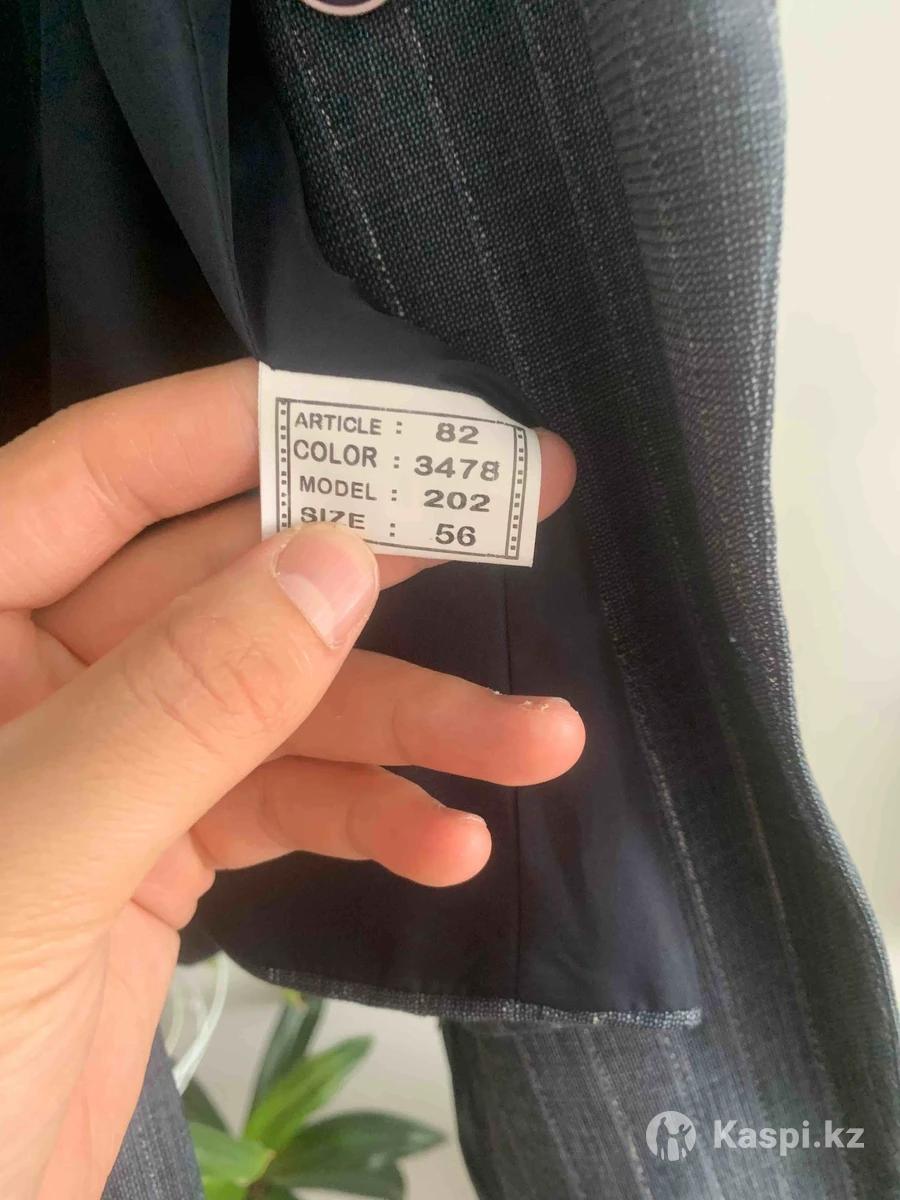 ARTICLE : 82
COLOR : 3478
MODEL : 202
SIZE : 56
Kaspi.kz